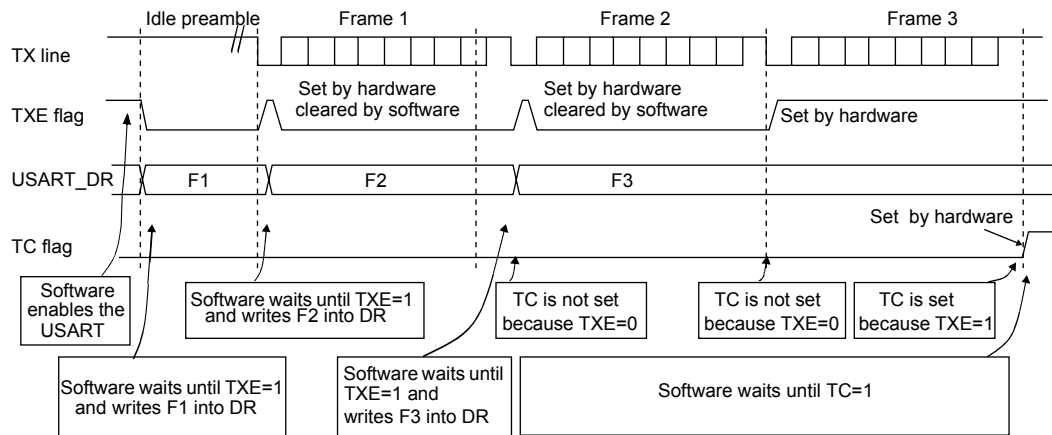 Idle preamble
Frame 1
Frame 2
Frame 3
TX line
Set by hardware
cleared by software
Set by hardware
cleared by software
TXE flag
Set by hardware
USART_DR
F1
F2
F3
Set by hardware
TC flag
Software
enables the
USART
Software waits until TXE=1
and writes F2 into DR
TC is not set
because TXE=0
TC is not set
because TXE=0
TC is set
because TXE=1
Software waits until TXE=1
and writes F1 into DR
Software waits until
TXE=1 and
writes F3 into DR
Software waits until TC=1